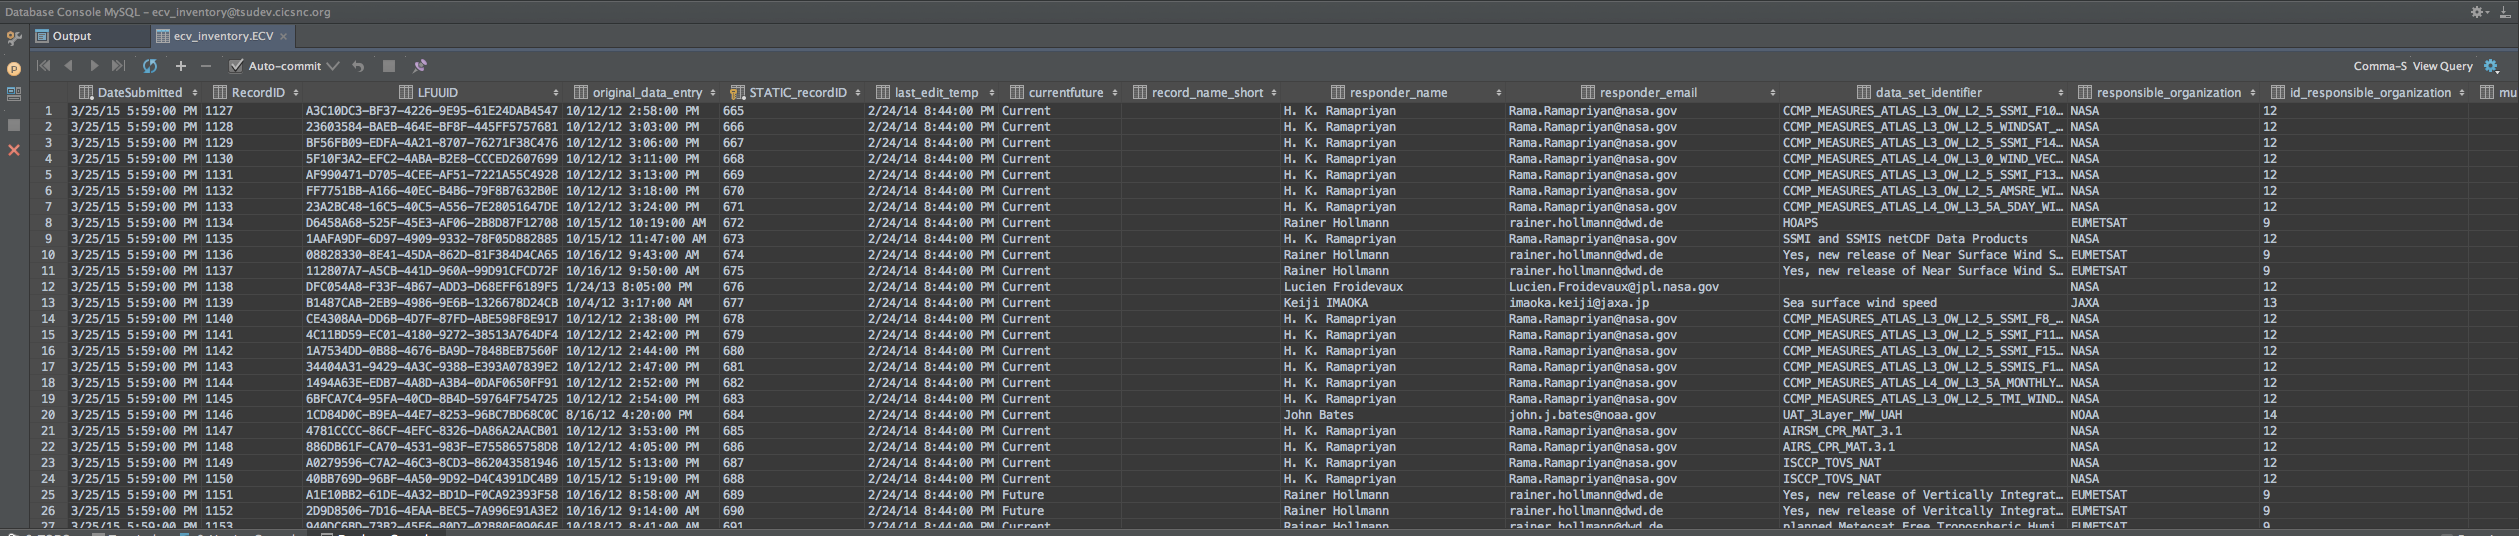 Database Console MySQL – ecv_inventory@tsudev.cicsnc.org
Output ecv_inventory.ECV
Auto-commit Comma-S View Query
DateSubmitted RecordID LFUUID original_data_entry STATIC_recordID last_edit_temp currentfuture record_name_short responder_name responder_email data_set_identifier responsible_organization id_responsible_organization mu
1 3/25/15 5:59:00 PM 1127 A3C10DC3-BF37-4226-9E95-61E24DAB4547 10/12/12 2:58:00 PM 665 2/24/14 8:44:00 PM Current H. K. Ramapriyan Rama.Ramapriyan@nasa.gov CCMP_MEASURES_ATLAS_L3_OW_L2_5_SSMI_F10… NASA 12
2 3/25/15 5:59:00 PM 1128 23603584-BAEB-464E-BF8F-445FF5757681 10/12/12 3:03:00 PM 666 2/24/14 8:44:00 PM Current H. K. Ramapriyan Rama.Ramapriyan@nasa.gov CCMP_MEASURES_ATLAS_L3_OW_L2_5_WINDSAT_… NASA 12
3 3/25/15 5:59:00 PM 1129 BF56FB09-EDFA-4A21-8707-76271F38C476 10/12/12 3:06:00 PM 667 2/24/14 8:44:00 PM Current H. K. Ramapriyan Rama.Ramapriyan@nasa.gov CCMP_MEASURES_ATLAS_L3_OW_L2_5_SSMI_F14… NASA 12
4 3/25/15 5:59:00 PM 1130 5F10F3A2-EFC2-4ABA-B2E8-CCCED2607699 10/12/12 3:11:00 PM 668 2/24/14 8:44:00 PM Current H. K. Ramapriyan Rama.Ramapriyan@nasa.gov CCMP_MEASURES_ATLAS_L4_OW_L3_0_WIND_VEC… NASA 12
5 3/25/15 5:59:00 PM 1131 AF990471-D705-4CEE-AF51-7221A55C4928 10/12/12 3:13:00 PM 669 2/24/14 8:44:00 PM Current H. K. Ramapriyan Rama.Ramapriyan@nasa.gov CCMP_MEASURES_ATLAS_L3_OW_L2_5_SSMI_F13… NASA 12
6 3/25/15 5:59:00 PM 1132 FF7751BB-A166-40EC-B4B6-79F8B7632B0E 10/12/12 3:18:00 PM 670 2/24/14 8:44:00 PM Current H. K. Ramapriyan Rama.Ramapriyan@nasa.gov CCMP_MEASURES_ATLAS_L3_OW_L2_5_AMSRE_WI… NASA 12
7 3/25/15 5:59:00 PM 1133 23A2BC48-16C5-40C5-A556-7E28051647DE 10/12/12 3:24:00 PM 671 2/24/14 8:44:00 PM Current H. K. Ramapriyan Rama.Ramapriyan@nasa.gov CCMP_MEASURES_ATLAS_L4_OW_L3_5A_5DAY_WI… NASA 12
8 3/25/15 5:59:00 PM 1134 D6458A68-525F-45E3-AF06-2B8D87F12708 10/15/12 10:19:00 AM 672 2/24/14 8:44:00 PM Current Rainer Hollmann rainer.hollmann@dwd.de HOAPS EUMETSAT 9
9 3/25/15 5:59:00 PM 1135 1AAFA9DF-6D97-4909-9332-78F05D882885 10/15/12 11:47:00 AM 673 2/24/14 8:44:00 PM Current H. K. Ramapriyan Rama.Ramapriyan@nasa.gov SSMI and SSMIS netCDF Data Products NASA 12
10 3/25/15 5:59:00 PM 1136 08828330-8E41-45DA-862D-81F384D4CA65 10/16/12 9:43:00 AM 674 2/24/14 8:44:00 PM Current Rainer Hollmann rainer.hollmann@dwd.de Yes, new release of Near Surface Wind S… EUMETSAT 9
11 3/25/15 5:59:00 PM 1137 112807A7-A5CB-441D-960A-99D91CFCD72F 10/16/12 9:50:00 AM 675 2/24/14 8:44:00 PM Current Rainer Hollmann rainer.hollmann@dwd.de Yes, new release of Near Surface Wind S… EUMETSAT 9
12 3/25/15 5:59:00 PM 1138 DFC054A8-F33F-4B67-ADD3-D68EFF6189F5 1/24/13 8:05:00 PM 676 2/24/14 8:44:00 PM Current Lucien Froidevaux Lucien.Froidevaux@jpl.nasa.gov NASA 12
13 3/25/15 5:59:00 PM 1139 B1487CAB-2EB9-4986-9E6B-1326678D24CB 10/4/12 3:17:00 AM 677 2/24/14 8:44:00 PM Current Keiji IMAOKA imaoka.keiji@jaxa.jp Sea surface wind speed JAXA 13
14 3/25/15 5:59:00 PM 1140 CE4308AA-DD6B-4D7F-87FD-ABE598F8E917 10/12/12 2:38:00 PM 678 2/24/14 8:44:00 PM Current H. K. Ramapriyan Rama.Ramapriyan@nasa.gov CCMP_MEASURES_ATLAS_L3_OW_L2_5_SSMI_F8_… NASA 12
15 3/25/15 5:59:00 PM 1141 4C11BD59-EC01-4180-9272-38513A764DF4 10/12/12 2:42:00 PM 679 2/24/14 8:44:00 PM Current H. K. Ramapriyan Rama.Ramapriyan@nasa.gov CCMP_MEASURES_ATLAS_L3_OW_L2_5_SSMI_F11… NASA 12
16 3/25/15 5:59:00 PM 1142 1A7534DD-0B88-4676-BA9D-7848BEB7560F 10/12/12 2:44:00 PM 680 2/24/14 8:44:00 PM Current H. K. Ramapriyan Rama.Ramapriyan@nasa.gov CCMP_MEASURES_ATLAS_L3_OW_L2_5_SSMI_F15… NASA 12
17 3/25/15 5:59:00 PM 1143 34404A31-9429-4A3C-9388-E393A07839E2 10/12/12 2:47:00 PM 681 2/24/14 8:44:00 PM Current H. K. Ramapriyan Rama.Ramapriyan@nasa.gov CCMP_MEASURES_ATLAS_L3_OW_L2_5_SSMIS_F1… NASA 12
18 3/25/15 5:59:00 PM 1144 1494A63E-EDB7-4A8D-A3B4-0DAF0650FF91 10/12/12 2:52:00 PM 682 2/24/14 8:44:00 PM Current H. K. Ramapriyan Rama.Ramapriyan@nasa.gov CCMP_MEASURES_ATLAS_L4_OW_L3_5A_MONTHLY… NASA 12
19 3/25/15 5:59:00 PM 1145 6BFCA7C4-95FA-40CD-8B4D-59764F754725 10/12/12 2:54:00 PM 683 2/24/14 8:44:00 PM Current H. K. Ramapriyan Rama.Ramapriyan@nasa.gov CCMP_MEASURES_ATLAS_L3_OW_L2_5_TMI_WIND… NASA 12
20 3/25/15 5:59:00 PM 1146 1CD84D0C-B9EA-44E7-8253-96BC7BD68C0C 8/16/12 4:20:00 PM 684 2/24/14 8:44:00 PM Current John Bates john.j.bates@noaa.gov UAT_3Layer_MW_UAH NOAA 14
21 3/25/15 5:59:00 PM 1147 4781CCCC-86CF-4EFC-8326-DA86A2AACB01 10/12/12 3:53:00 PM 685 2/24/14 8:44:00 PM Current H. K. Ramapriyan Rama.Ramapriyan@nasa.gov AIRSM_CPR_MAT_3.1 NASA 12
22 3/25/15 5:59:00 PM 1148 886DB61F-CA70-4531-983F-E755865758D8 10/12/12 4:05:00 PM 686 2/24/14 8:44:00 PM Current H. K. Ramapriyan Rama.Ramapriyan@nasa.gov AIRS_CPR_MAT.3.1 NASA 12
23 3/25/15 5:59:00 PM 1149 A0279596-C7A2-46C3-8CD3-862043581946 10/15/12 5:13:00 PM 687 2/24/14 8:44:00 PM Current H. K. Ramapriyan Rama.Ramapriyan@nasa.gov ISCCP_TOVS_NAT NASA 12
24 3/25/15 5:59:00 PM 1150 40BB769D-96BF-4A50-9D92-D4C4391DC4B9 10/15/12 5:19:00 PM 688 2/24/14 8:44:00 PM Current H. K. Ramapriyan Rama.Ramapriyan@nasa.gov ISCCP_TOVS_NAT NASA 12
25 3/25/15 5:59:00 PM 1151 A1E10BB2-61DE-4A32-BD1D-F0CA92393F58 10/16/12 8:58:00 AM 689 2/24/14 8:44:00 PM Future Rainer Hollmann rainer.hollmann@dwd.de Yes, new release of Vertically Integrat… EUMETSAT 9
26 3/25/15 5:59:00 PM 1152 2D9D8506-7D16-4EAA-BEC5-7A996E91A3E2 10/16/12 9:14:00 AM 690 2/24/14 8:44:00 PM Future Rainer Hollmann rainer.hollmann@dwd.de Yes, new release of Veritcally Integrat… EUMETSAT 9
27 3/25/15 5:59:00 PM 1153 940DC6BD-73B2-45F6-80D7-02B80E09064F 10/18/12 8:41:00 AM 691 2/24/14 8:44:00 PM Current Rainer Hollmann rainer.hollmann@dwd.de planned Meteosat Free Tropospheric Humi… EUMETSAT 9